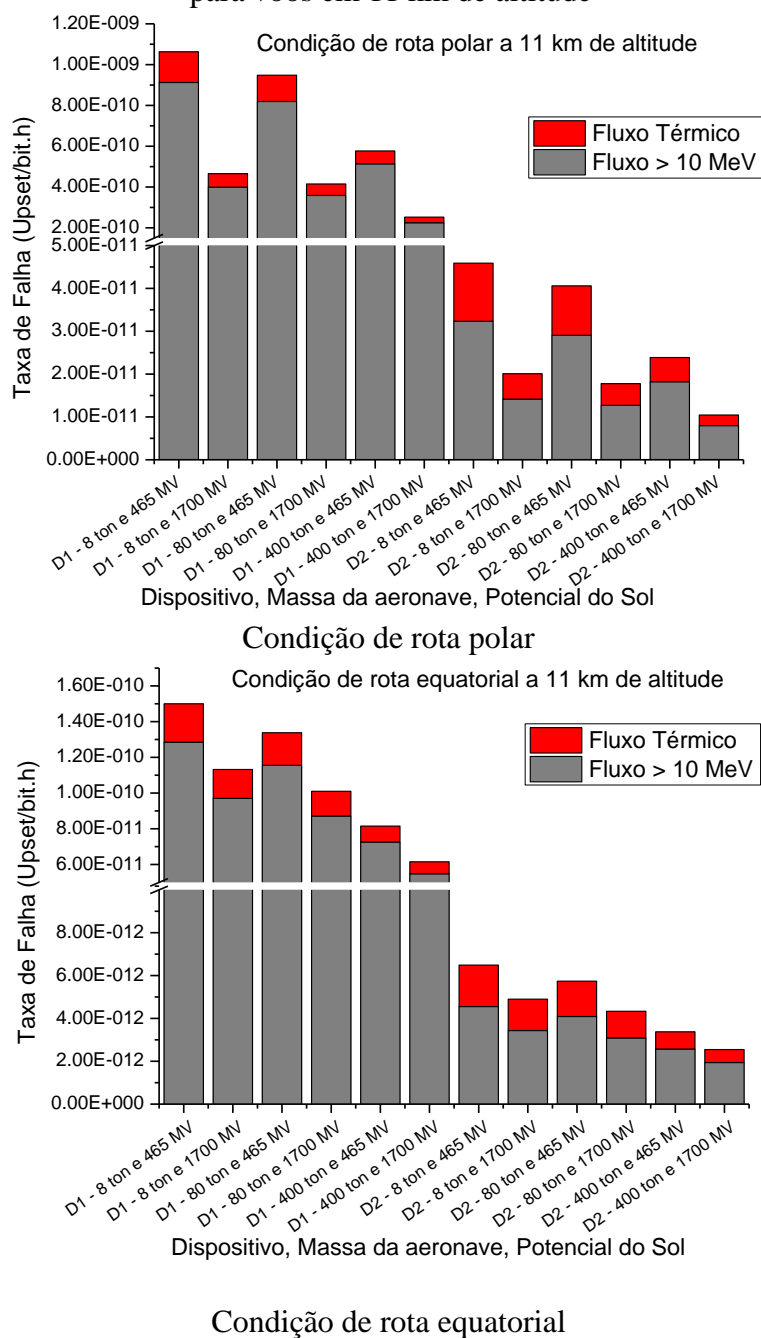 para voos em 11 km de altitude
Condição de rota polar a 11 km de altitude
Fluxo Térmico
Fluxo > 10 MeV
1.20E-009
1.00E-009
8.00E-010
6.00E-010
4.00E-010
2.00E-010
5.00E-011
4.00E-011
3.00E-011
2.00E-011
1.00E-011
0.00E+000
Taxa de Falha (Upset/bit.h)
D1 - 8 ton e 465 MV
D1 - 8 ton e 1700 MV
D1 - 80 ton e 465 MV
D1 - 80 ton e 1700 MV
D1 - 400 ton e 465 MV
D1 - 400 ton e 1700 MV
D2 - 8 ton e 465 MV
D2 - 8 ton e 1700 MV
D2 - 80 ton e 465 MV
D2 - 80 ton e 1700 MV
D2 - 400 ton e 465 MV
D2 - 400 ton e 1700 MV
Dispositivo, Massa da aeronave, Potencial do Sol
Condição de rota polar
Condição de rota equatorial a 11 km de altitude
Fluxo Térmico
Fluxo > 10 MeV
1.60E-010
1.40E-010
1.20E-010
1.00E-010
8.00E-011
6.00E-011
8.00E-012
6.00E-012
4.00E-012
2.00E-012
0.00E+000
Taxa de Falha (Upset/bit.h)
D1 - 8 ton e 465 MV
D1 - 8 ton e 1700 MV
D1 - 80 ton e 465 MV
D1 - 80 ton e 1700 MV
D1 - 400 ton e 465 MV
D1 - 400 ton e 1700 MV
D2 - 8 ton e 465 MV
D2 - 8 ton e 1700 MV
D2 - 80 ton e 465 MV
D2 - 80 ton e 1700 MV
D2 - 400 ton e 465 MV
D2 - 400 ton e 1700 MV
Dispositivo, Massa da aeronave, Potencial do Sol
Condição de rota equatorial